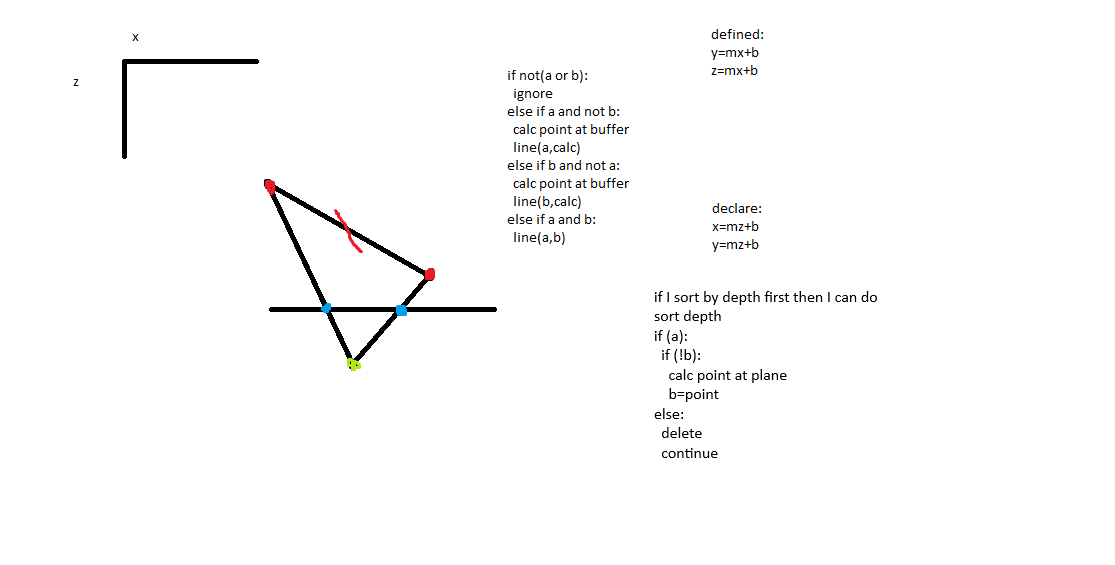 x
z
if not(a or b):
ignore
else if a and not b:
calc point at buffer
line(a,calc)
else if b and not a:
calc point at buffer
line(b,calc)
else if a and b:
line(a,b)
defined:
y=mx+b
z=mx+b
declare:
x=mz+b
y=mz+b
if I sort by depth first then I can do
sort depth
if (a):
if (!b):
calc point at plane
b=point
else:
delete
continue